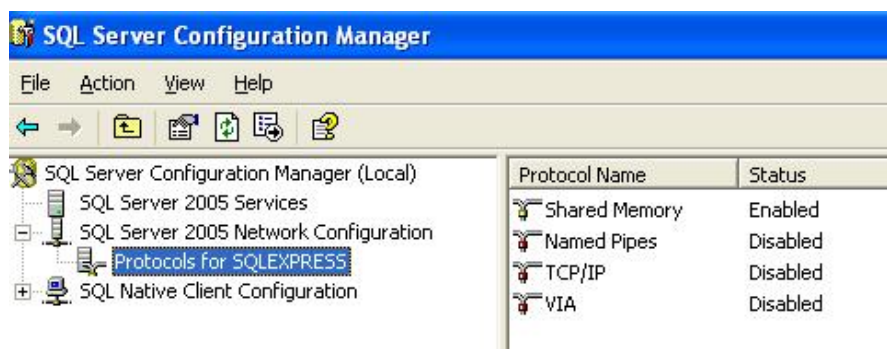 SQL Server Configuration Manager
File Action View Help
SQL Server Configuration Manager (Local)
SQL Server 2005 Services
SQL Server 2005 Network Configuration
Protocols for SQLEXPRESS
SQL Native Client Configuration
Protocol Name Status
Shared Memory Enabled
Named Pipes Disabled
TCP/IP Disabled
VIA Disabled